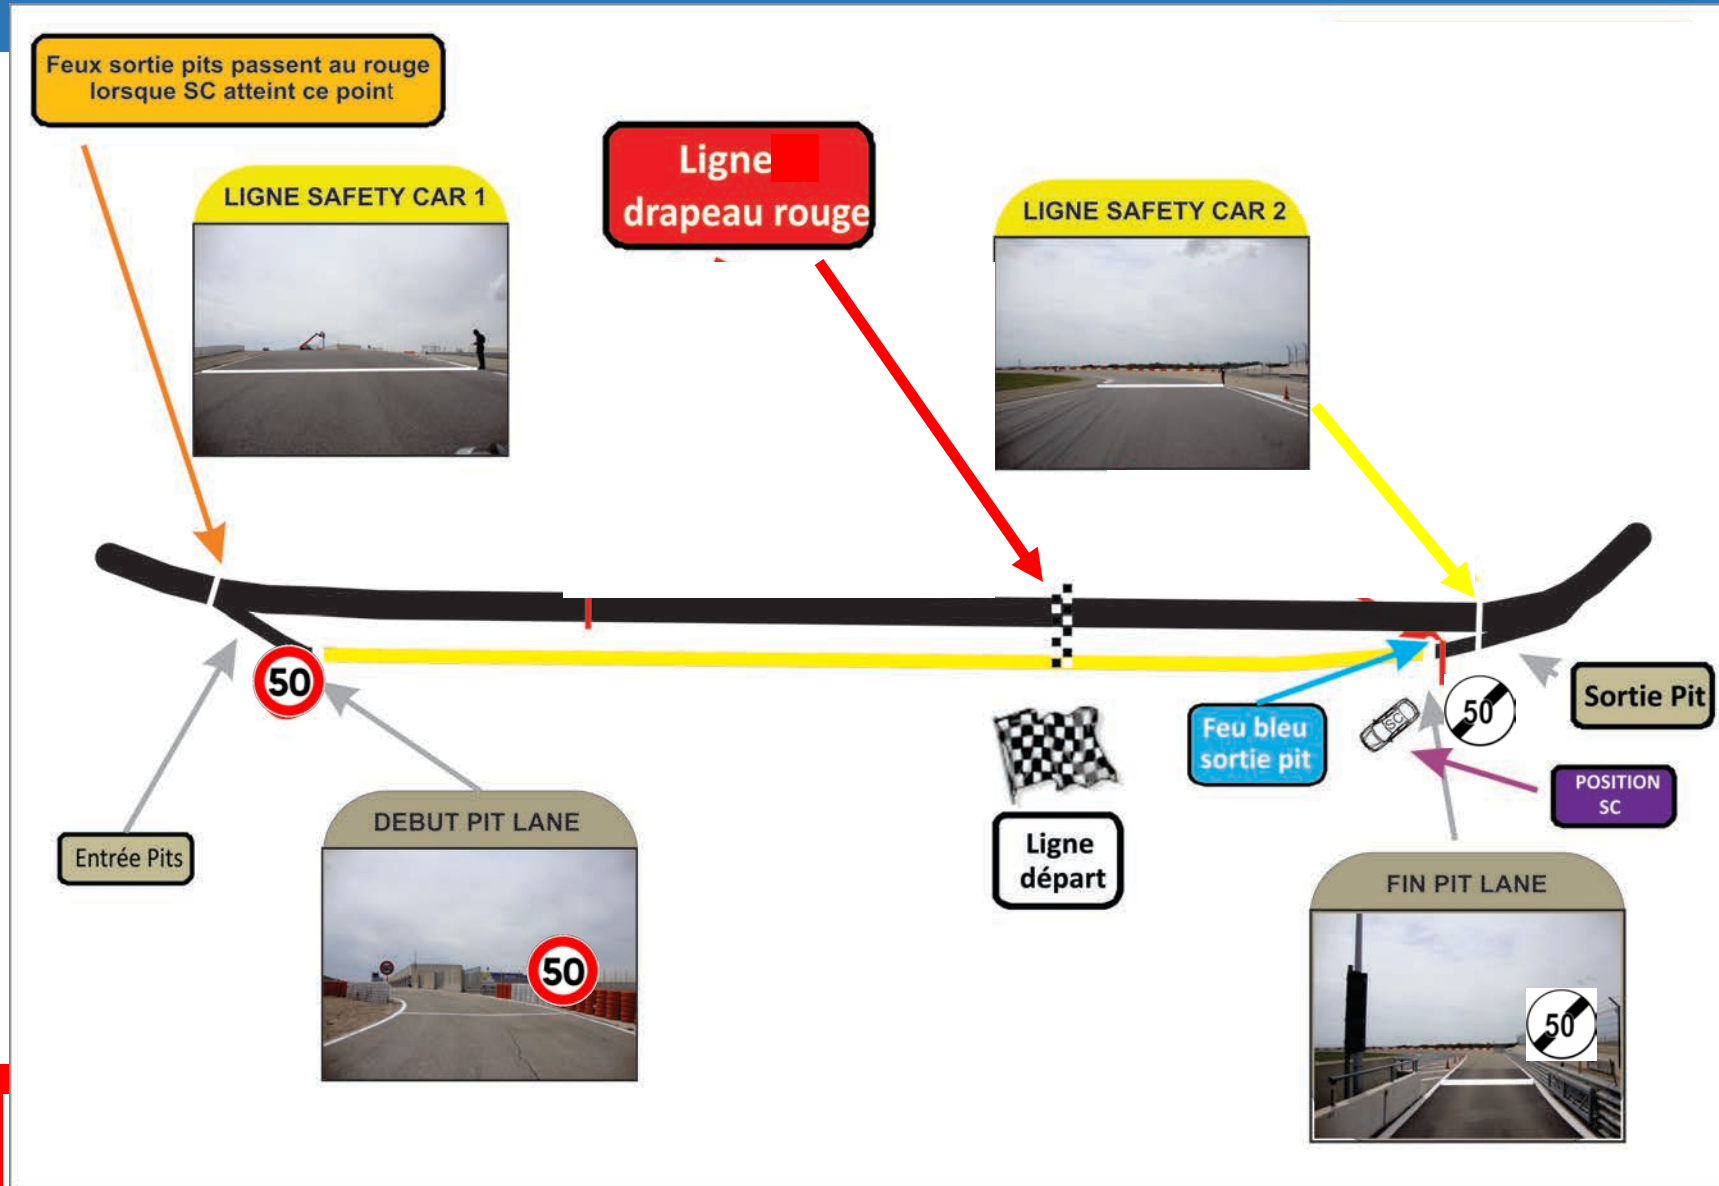 Feux sortie pits passent au rouge
lorsque SC atteint ce point
LIGNE SAFETY CAR 1
Ligne
drapeau rouge
LIGNE SAFETY CAR 2
50
Entrée Pits
DEBUT PIT LANE
50
Ligne
départ
Feu bleu
sortie pit
SC
50
Sortie Pit
POSITION
SC
FIN PIT LANE
50